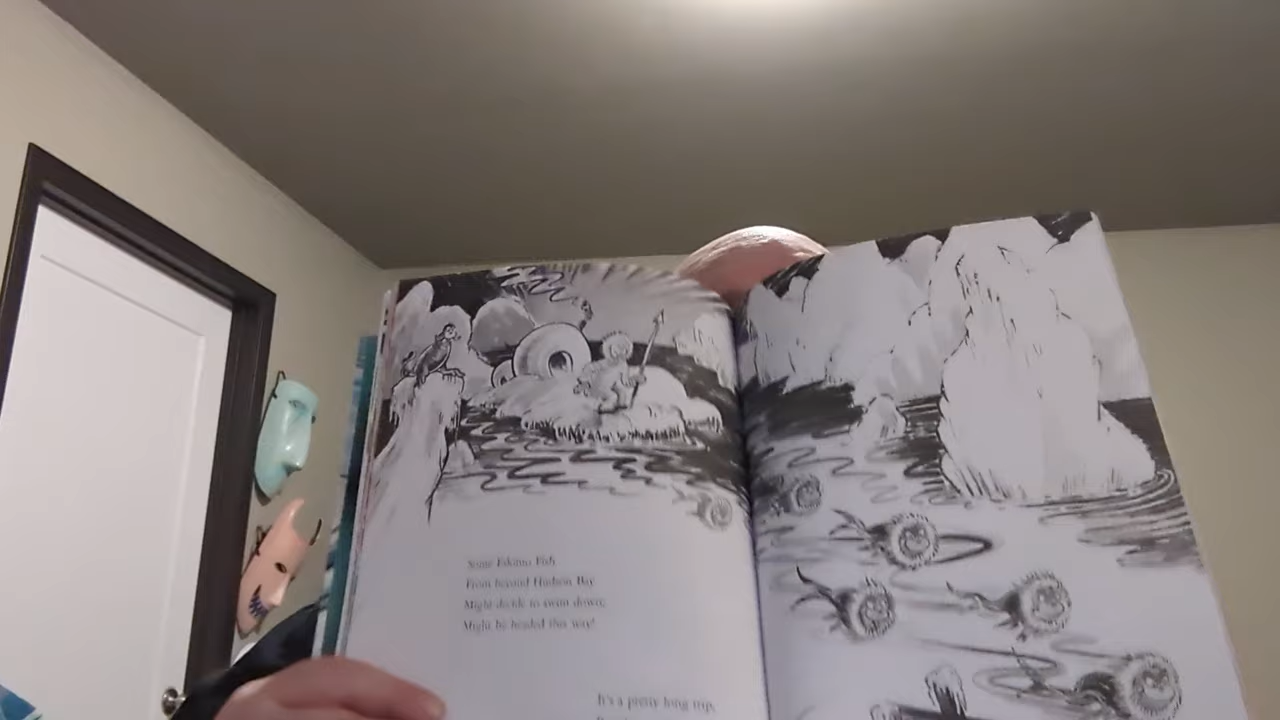 Some Eskimo Fish,
From beyond Hudson Bay
Might decide to swim down;
Might be headed this way!
It's a pretty long trip,